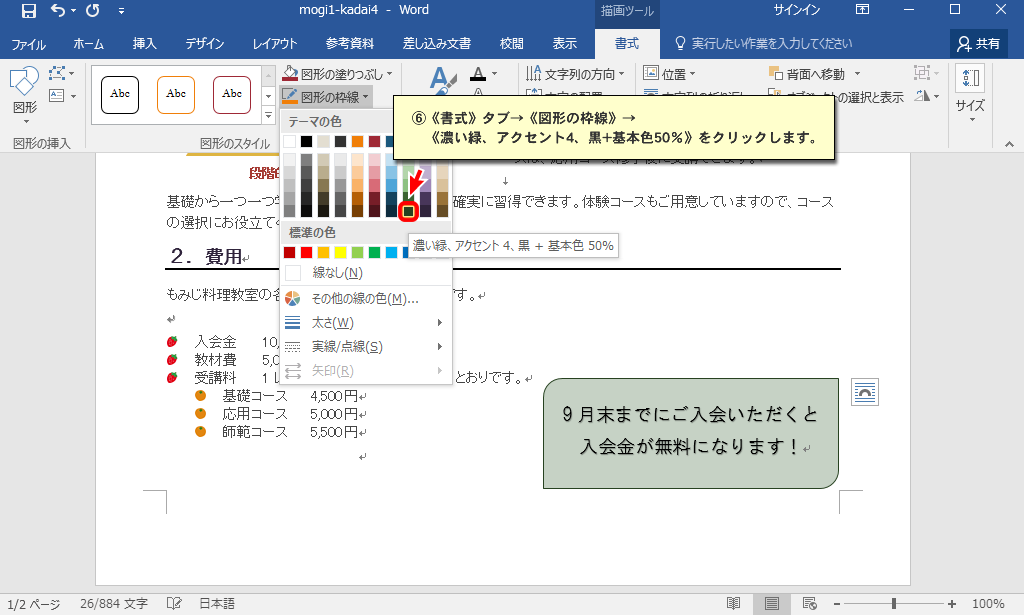 mogi1-kadai4 - Word
描画ツール
サインイン
ファイル ホーム 挿入 デザイン レイアウト 参考資料 差し込み文書 校閲 表示 書式 実行したい作業を入力してください 共有
図形
Abc Abc Abc
図形の塗りつぶし
図形の枠線
A A
文字列の方向
位置
背面へ移動
の選択と表示
サイズ
図形の挿入
図形のスタイル
⑥《書式》タブ→《図形の枠線》→
《濃い緑、アクセント4、黒+基本色50%》をクリックします。
テーマの色
標準の色
濃い緑、アクセント 4、黒 + 基本色 50%
線なし(N)
その他の線の色(M)...
太さ(W)
実線/点線(S)
矢印(R)
段階
基礎から一つ一つ
確実に習得できます。体験コースもご用意していますので、コース
の選択にお役立て
2．費用
もみじ料理教室の
す。
入会金 10,
教材費 5,0
受講料 1
とおりです。
基礎コース 4,500円
応用コース 5,000円
師範コース 5,500円
9月末までにご入会いただくと
入会金が無料になります！
1/2 ページ 26/884 文字 日本語 100%